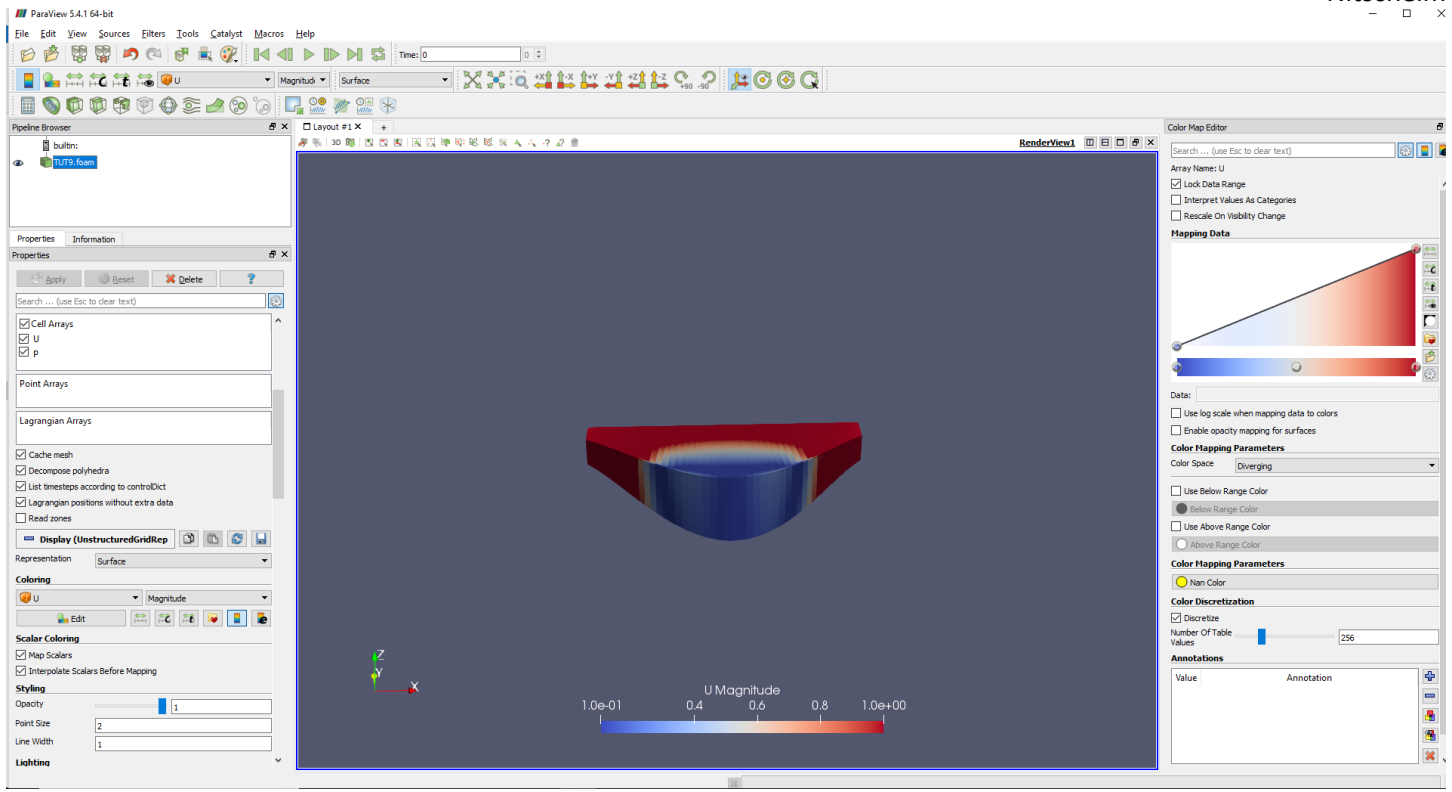 ParaView 5.4.1 64-bit
File Edit View Sources Filters Tools Catalyst Macros Help
Time: 0 0
U Magnitud Surface
+X -X +Y -Y +Z -Z +90 -90
Pipeline Browser
builtin:
TUT9.foam
Properties Information
Properties
Apply Reset Delete ?
Search ... (use Esc to clear text)
Cell Arrays
U
p
Point Arrays
Lagrangian Arrays
Cache mesh
Decompose polyhedra
List timesteps according to controlDict
Lagrangian positions without extra data
Read zones
Display (UnstructuredGridRep
Representation Surface
Coloring
U Magnitude
Edit
Scalar Coloring
Map Scalars
Interpolate Scalars Before Mapping
Styling
Opacity 1
Point Size 2
Line Width 1
Lighting
Layout #1 X +
3D
RenderView1
Z
Y
X
U Magnitude
1.0e-01 0.4 0.6 0.8 1.0e+00
Color Map Editor
Search ... (use Esc to clear text)
Array Name: U
Lock Data Range
Interpret Values As Categories
Rescale On Visibility Change
Mapping Data
Data:
Use log scale when mapping data to colors
Enable opacity mapping for surfaces
Color Mapping Parameters
Color Space Diverging
Use Below Range Color
Below Range Color
Use Above Range Color
Above Range Color
Color Mapping Parameters
Nan Color
Color Discretization
Discretize
Number Of Table
Values 256
Annotations
Value Annotation